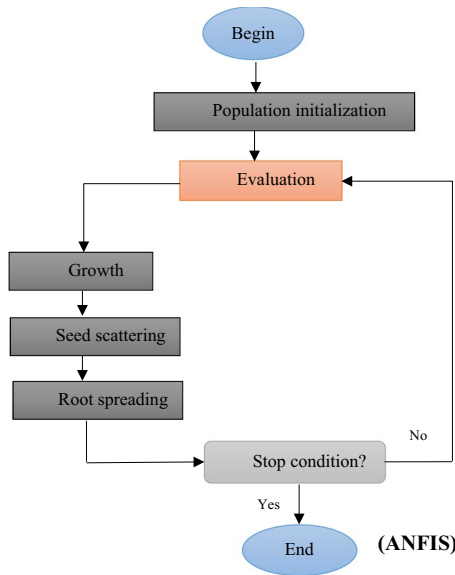 Begin
Population initialization
Evaluation
Growth
Seed scattering
Root spreading
No
Stop condition?
Yes
End
(ANFIS)